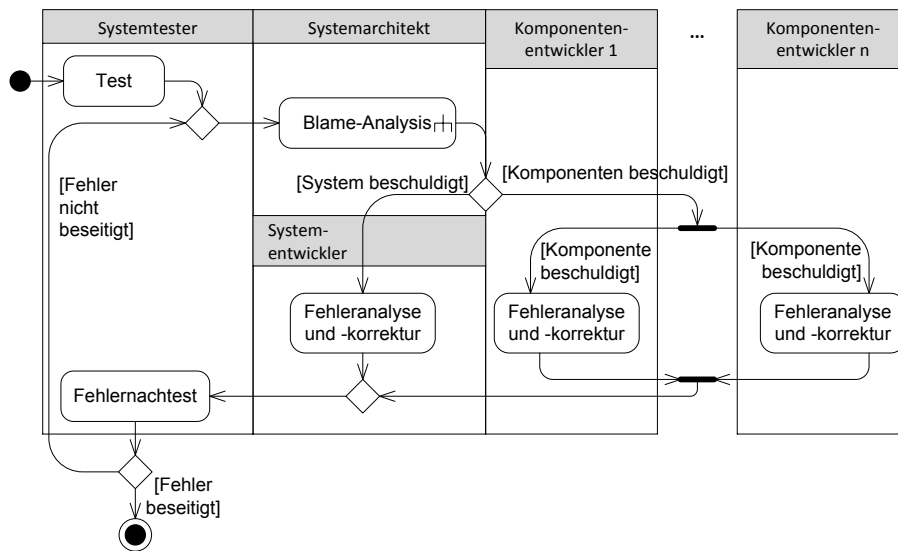 Systemtester
Systemarchitekt
Komponenten-
entwickler 1
...
Komponenten-
entwickler n
Test
Blame-Analysis
[Fehler
nicht
beseitigt]
[System beschuldigt]
[Komponenten beschuldigt]
System-
entwickler
[Komponente
beschuldigt]
[Komponente
beschuldigt]
Fehleranalyse
und -korrektur
Fehleranalyse
und -korrektur
Fehleranalyse
und -korrektur
Fehlernachtest
[Fehler
beseitigt]